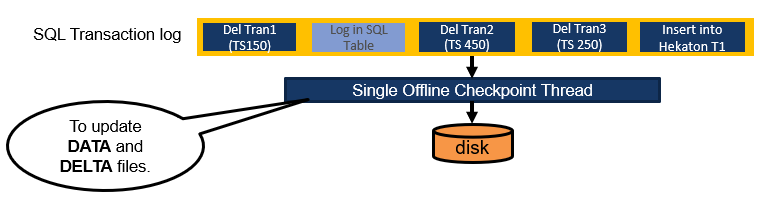 SQL Transaction log
Del Tran1
(TS150)
Log in SQL
Table
Del Tran2
(TS 450)
Del Tran3
(TS 250)
Insert into
Hekaton T1
Single Offline Checkpoint Thread
To update
DATA and
DELTA files.
disk